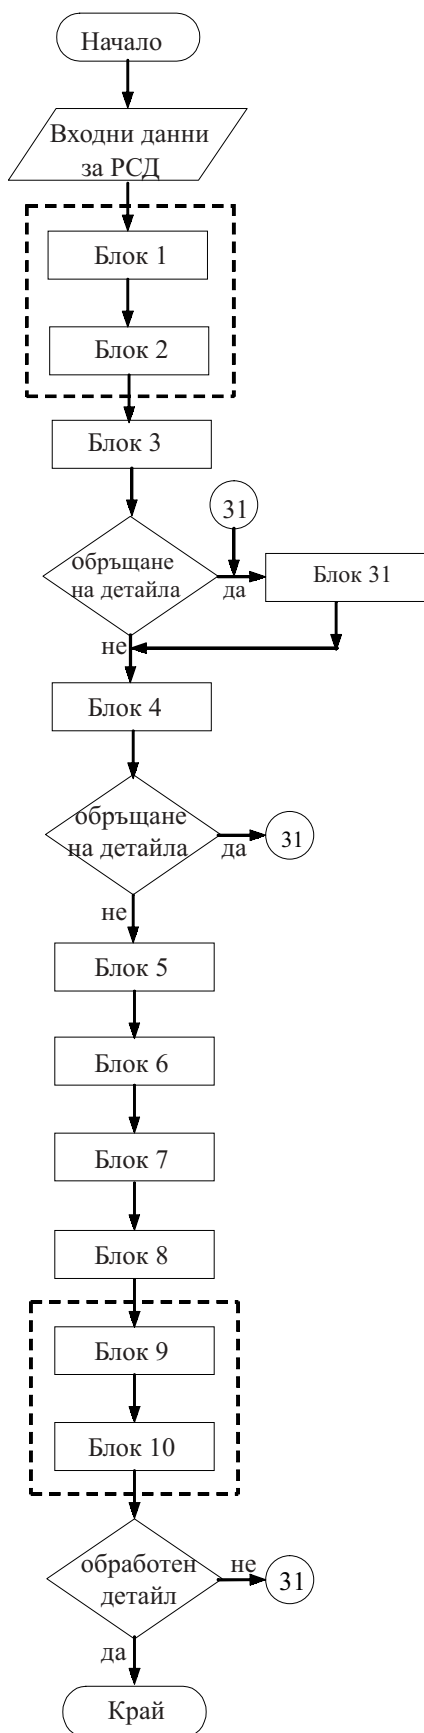 Начало
Входни данни
за РСД
Блок 1
Блок 2
Блок 3
31
обръщане
на детайла
да
Блок 31
не
Блок 4
обръщане
на детайла
да
31
не
Блок 5
Блок 6
Блок 7
Блок 8
Блок 9
Блок 10
обработен
детайл
не
31
да
Край